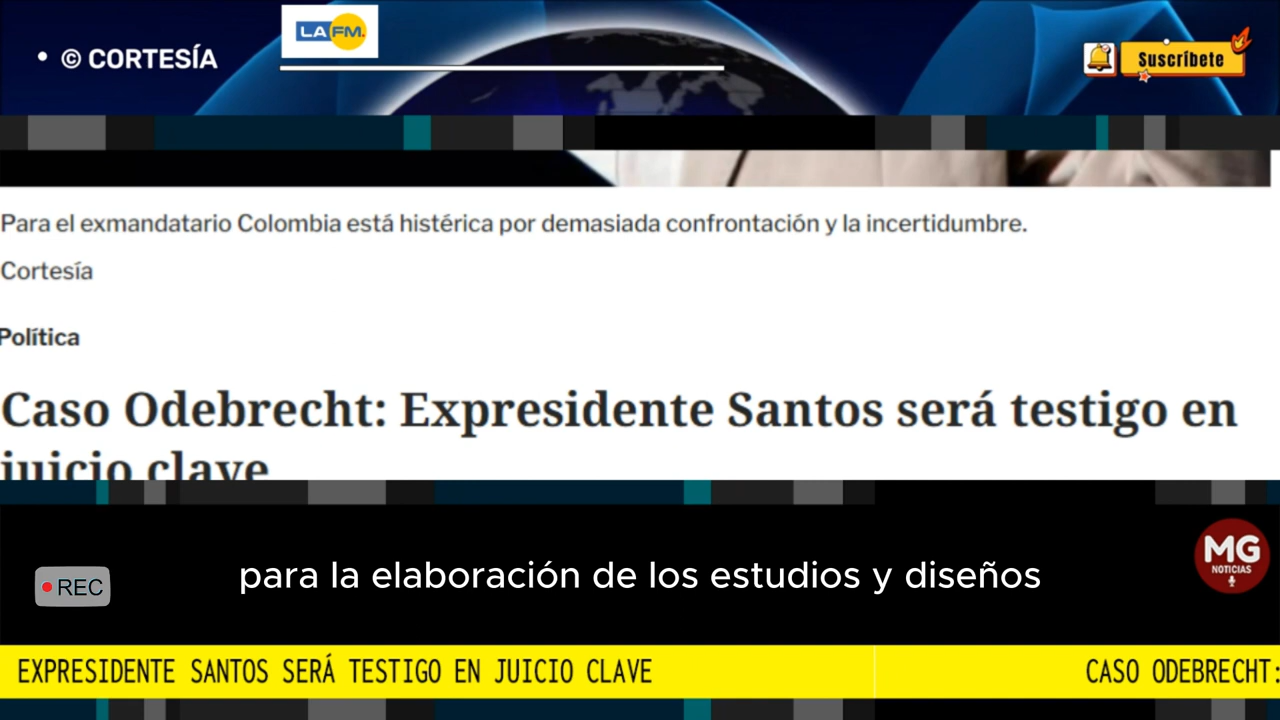 • © CORTESÍA
LA FM.
Suscríbete
Para el exmandatario Colombia está histérica por demasiada confrontación y la incertidumbre.
Cortesía
Política
Caso Odebrecht: Expresidente Santos será testigo en
juicio clave
REC
para la elaboración de los estudios y diseños
MG
NOTICIAS
EXPRESIDENTE SANTOS SERÁ TESTIGO EN JUICIO CLAVE
CASO ODEBRECHT: